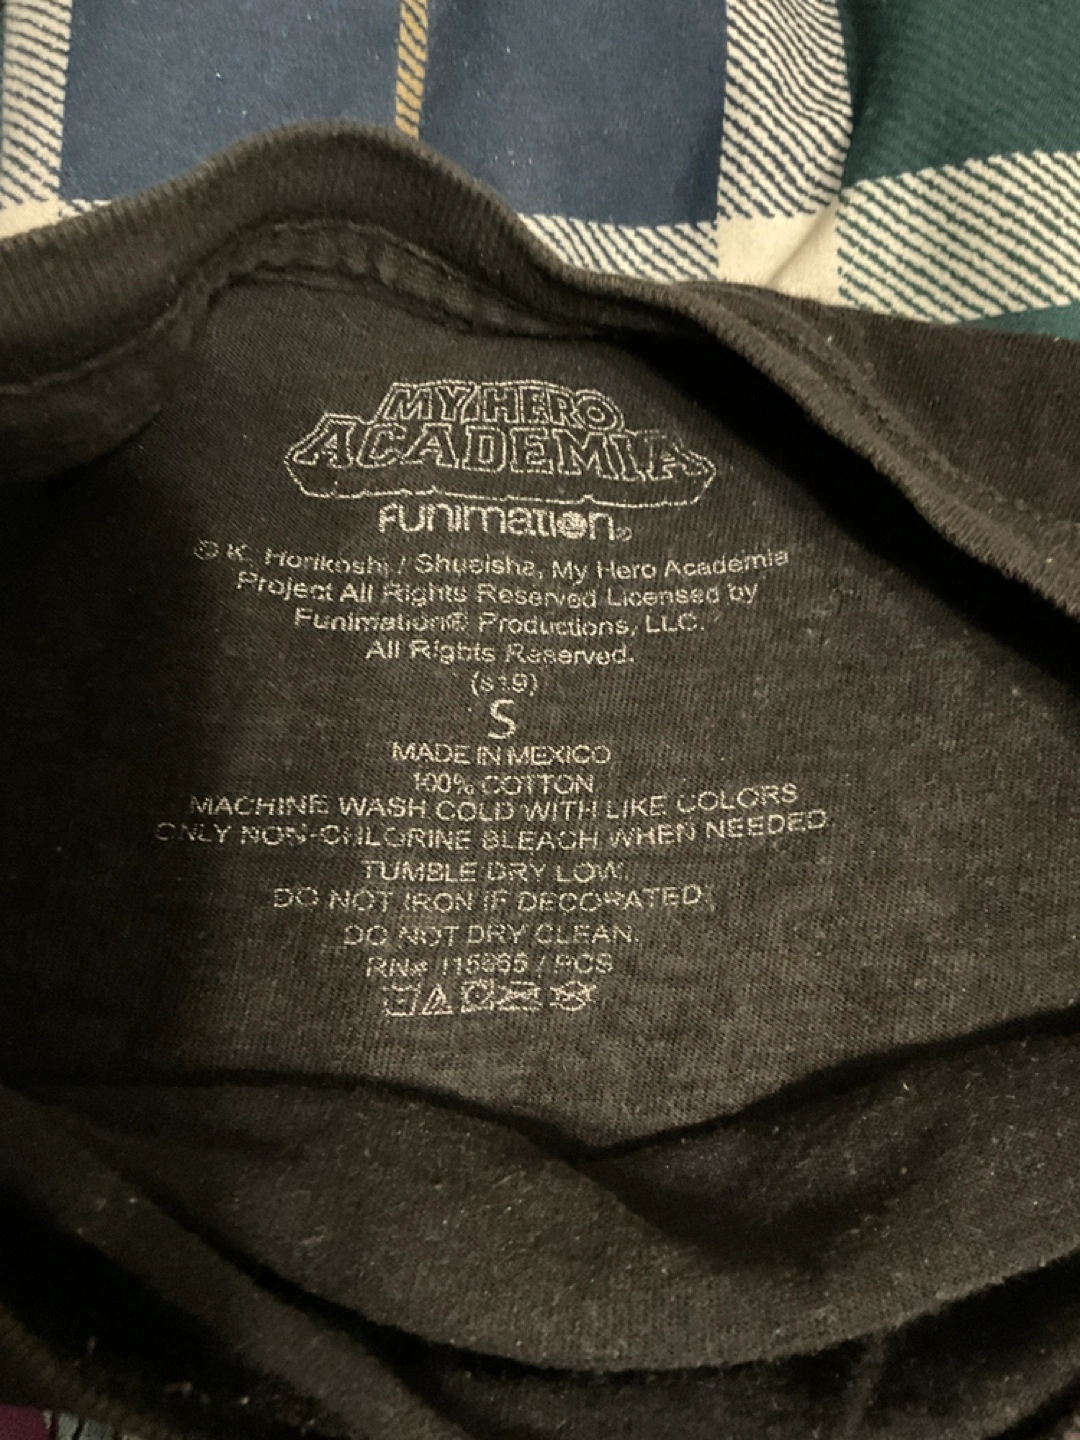 MY HERO
ACADEMIA
FUnimation®
© K. Horikoshi / Shueisha, My Hero Academia
Project All Rights Reserved Licensed by
Funimation® Productions, LLC.
All Rights Reserved.
(s19)
S
MADE IN MEXICO
100% COTTON
MACHINE WASH COLD WITH LIKE COLORS
ONLY NON-CHLORINE BLEACH WHEN NEEDED
TUMBLE DRY LOW.
DO NOT IRON IF DECORATED.
DO NOT DRY CLEAN.
RN#